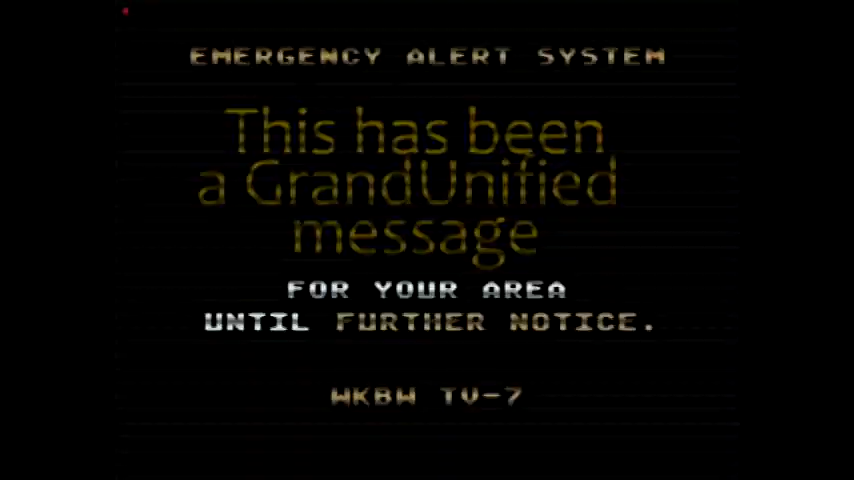 EMERGENCY ALERT SYSTEM
This has been
a GrandUnified
message
FOR YOUR AREA
UNTIL FURTHER NOTICE.
WKBW TV-7